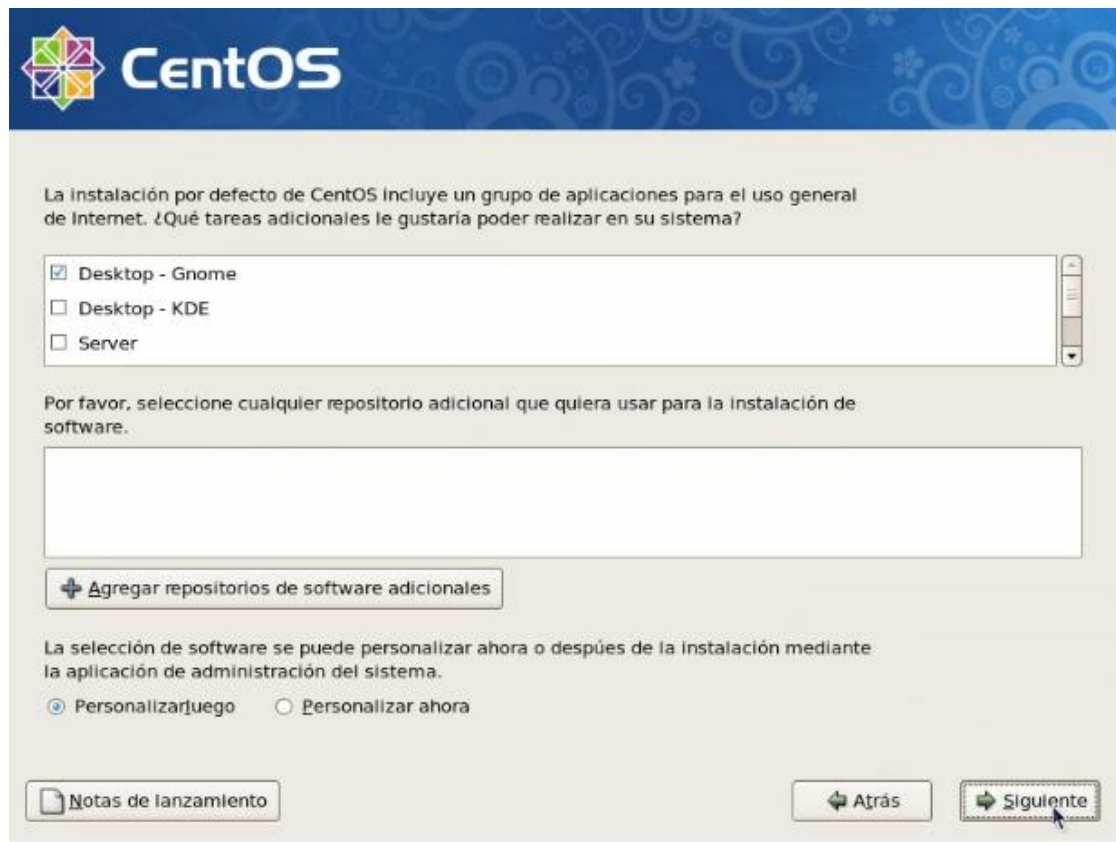 CentOS
La instalación por defecto de CentOS incluye un grupo de aplicaciones para el uso general
de Internet. ¿Qué tareas adicionales le gustaría poder realizar en su sistema?
Desktop - Gnome
Desktop - KDE
Server
Por favor, seleccione cualquier repositorio adicional que quiera usar para la instalación de
software.
Agregar repositorios de software adicionales
La selección de software se puede personalizar ahora o despúes de la instalación mediante
la aplicación de administración del sistema.
Personalizarluego Personalizar ahora
Notas de lanzamiento Atrás Siguiente